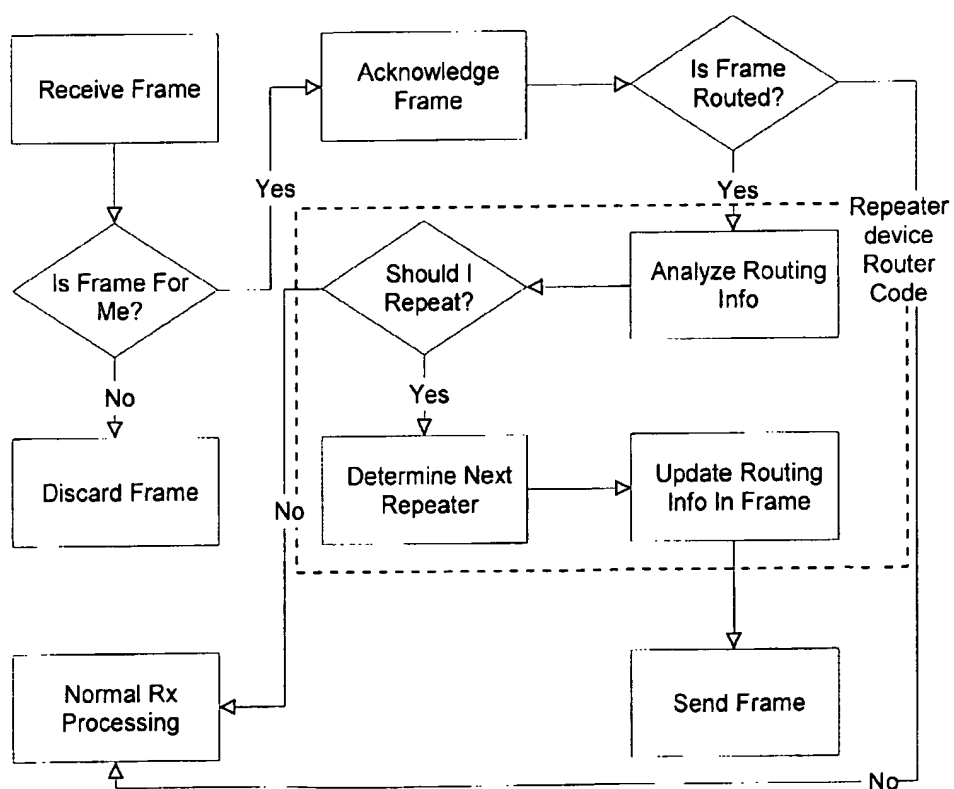 Receive Frame
Acknowledge
Frame
Is Frame
Routed?
Yes
Yes
Repeater
device
Router
Code
Is Frame For
Me?
Should I
Repeat?
Analyze Routing
Info
No
Yes
Discard Frame
Determine Next
Repeater
Update Routing
Info In Frame
No
Normal Rx
Processing
Send Frame
No